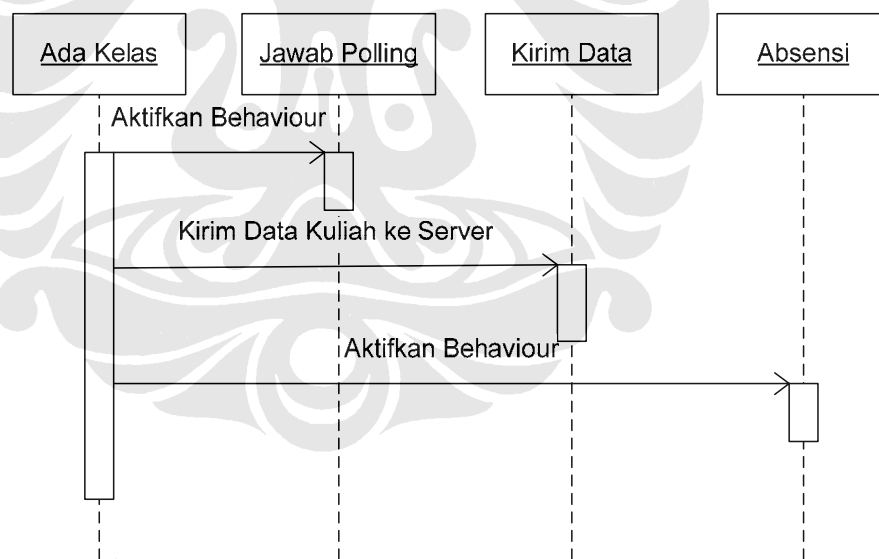 Ada Kelas
Jawab Polling
Kirim Data
Absensi
Aktifkan Behaviour
Kirim Data Kuliah ke Server
Aktifkan Behaviour